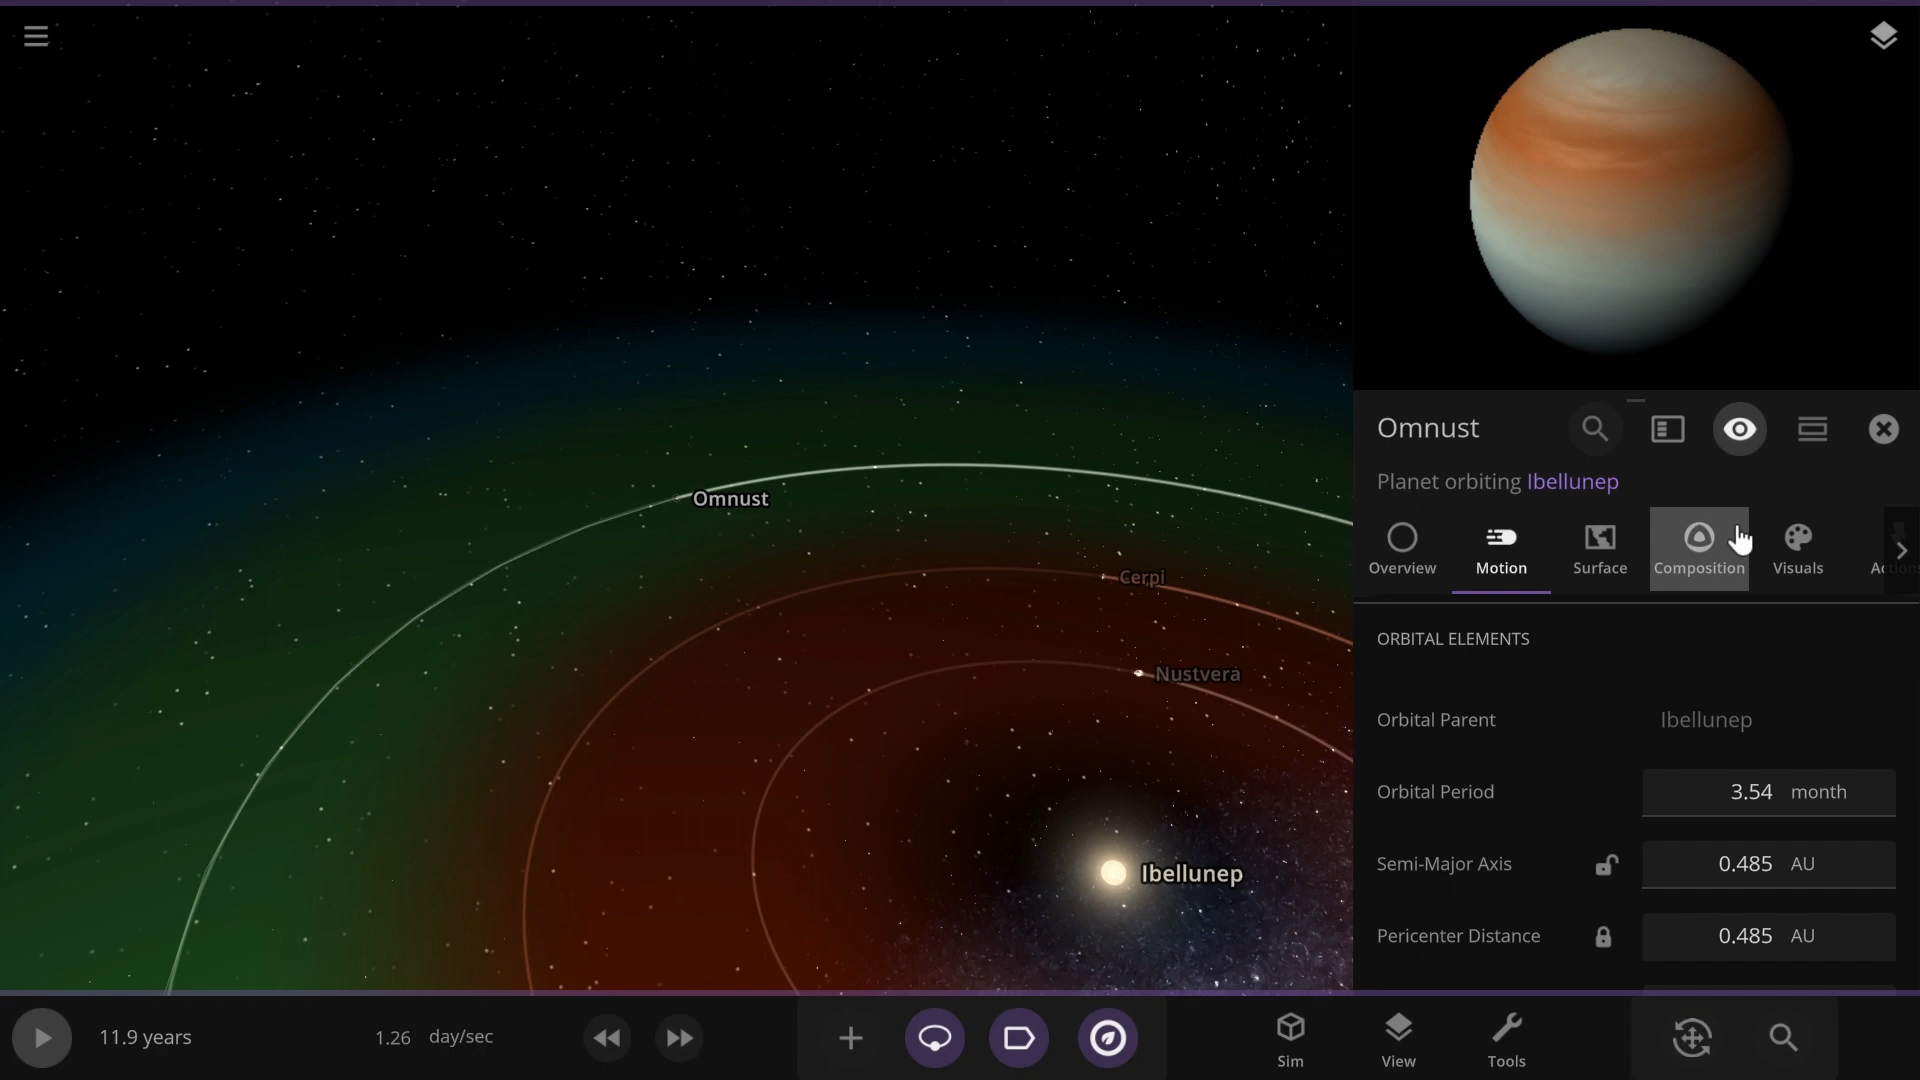 Omnust
Planet orbiting Ibellunep
Overview Motion Surface Composition Visuals
ORBITAL ELEMENTS
Orbital Parent Ibellunep
Orbital Period 3.54 month
Semi-Major Axis 0.485 AU
Pericenter Distance 0.485 AU
Omnust
Cerpi
Nustvera
Ibellunep
11.9 years 1.26 day/sec Sim View Tools